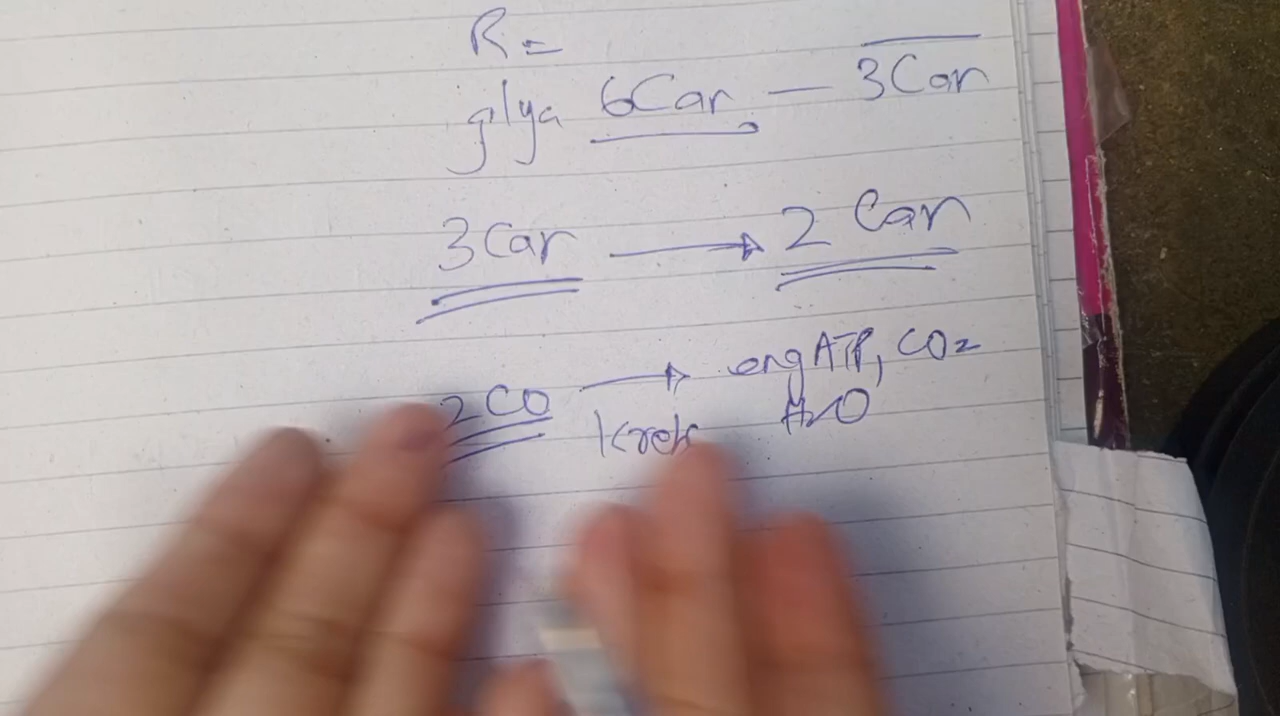 R =
glya 6Car — 3Car
3Car → 2 Car
2CO → eng ATP, CO2
Kreb H2O